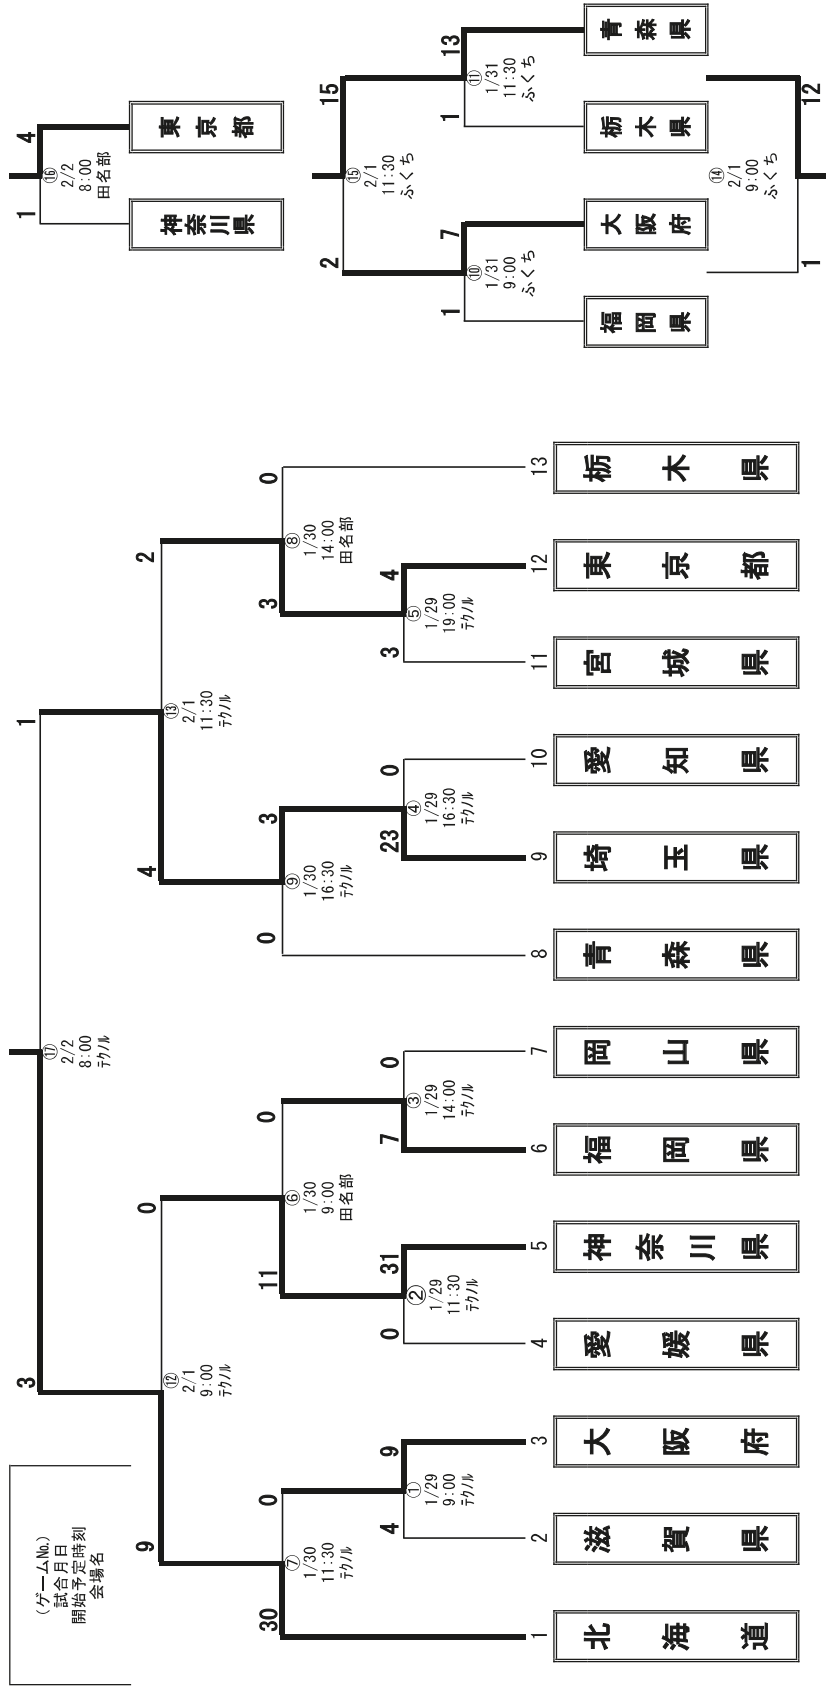 （ゲーム№）
試合月日
開始予定時刻
会場名
3
1
⑰
2/2
8:00
ﾃｸﾉﾙ
9
0
⑫
2/1
9:00
ﾃｸﾉﾙ
4
2
⑬
2/1
11:30
ﾃｸﾉﾙ
30
0
⑦
1/30
11:30
ﾃｸﾉﾙ
11
0
⑥
1/30
9:00
田名部
0
3
⑨
1/30
16:30
ﾃｸﾉﾙ
3
0
⑧
1/30
14:00
田名部
4
9
①
1/29
9:00
ﾃｸﾉﾙ
0
31
②
1/29
11:30
ﾃｸﾉﾙ
7
0
③
1/29
14:00
ﾃｸﾉﾙ
23
0
④
1/29
16:30
ﾃｸﾉﾙ
3
4
⑤
1/29
19:00
ﾃｸﾉﾙ
1
北海道
2
滋賀県
3
大阪府
4
愛媛県
5
神奈川県
6
福岡県
7
岡山県
8
青森県
9
埼玉県
10
愛知県
11
宮城県
12
東京都
13
栃木県
1
4
⑯
2/2
8:00
田名部
神奈川県
東京都
2
15
⑮
2/1
11:30
ふくち
1
7
⑩
1/31
9:00
ふくち
1
13
⑪
1/31
11:30
ふくち
福岡県
大阪府
栃木県
青森県
⑭
2/1
9:00
ふくち
1
12